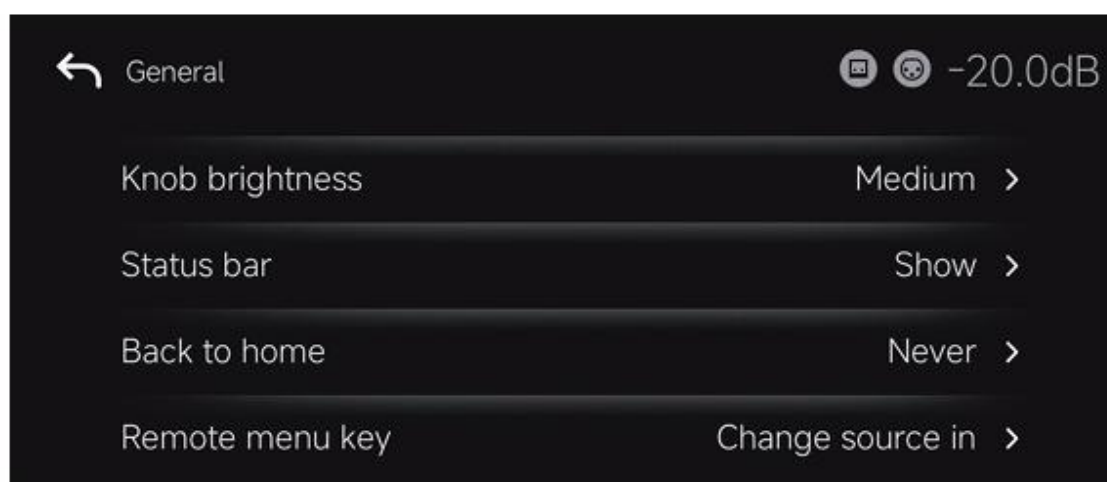 General -20.0dB
Knob brightness Medium
Status bar Show
Back to home Never
Remote menu key Change source in